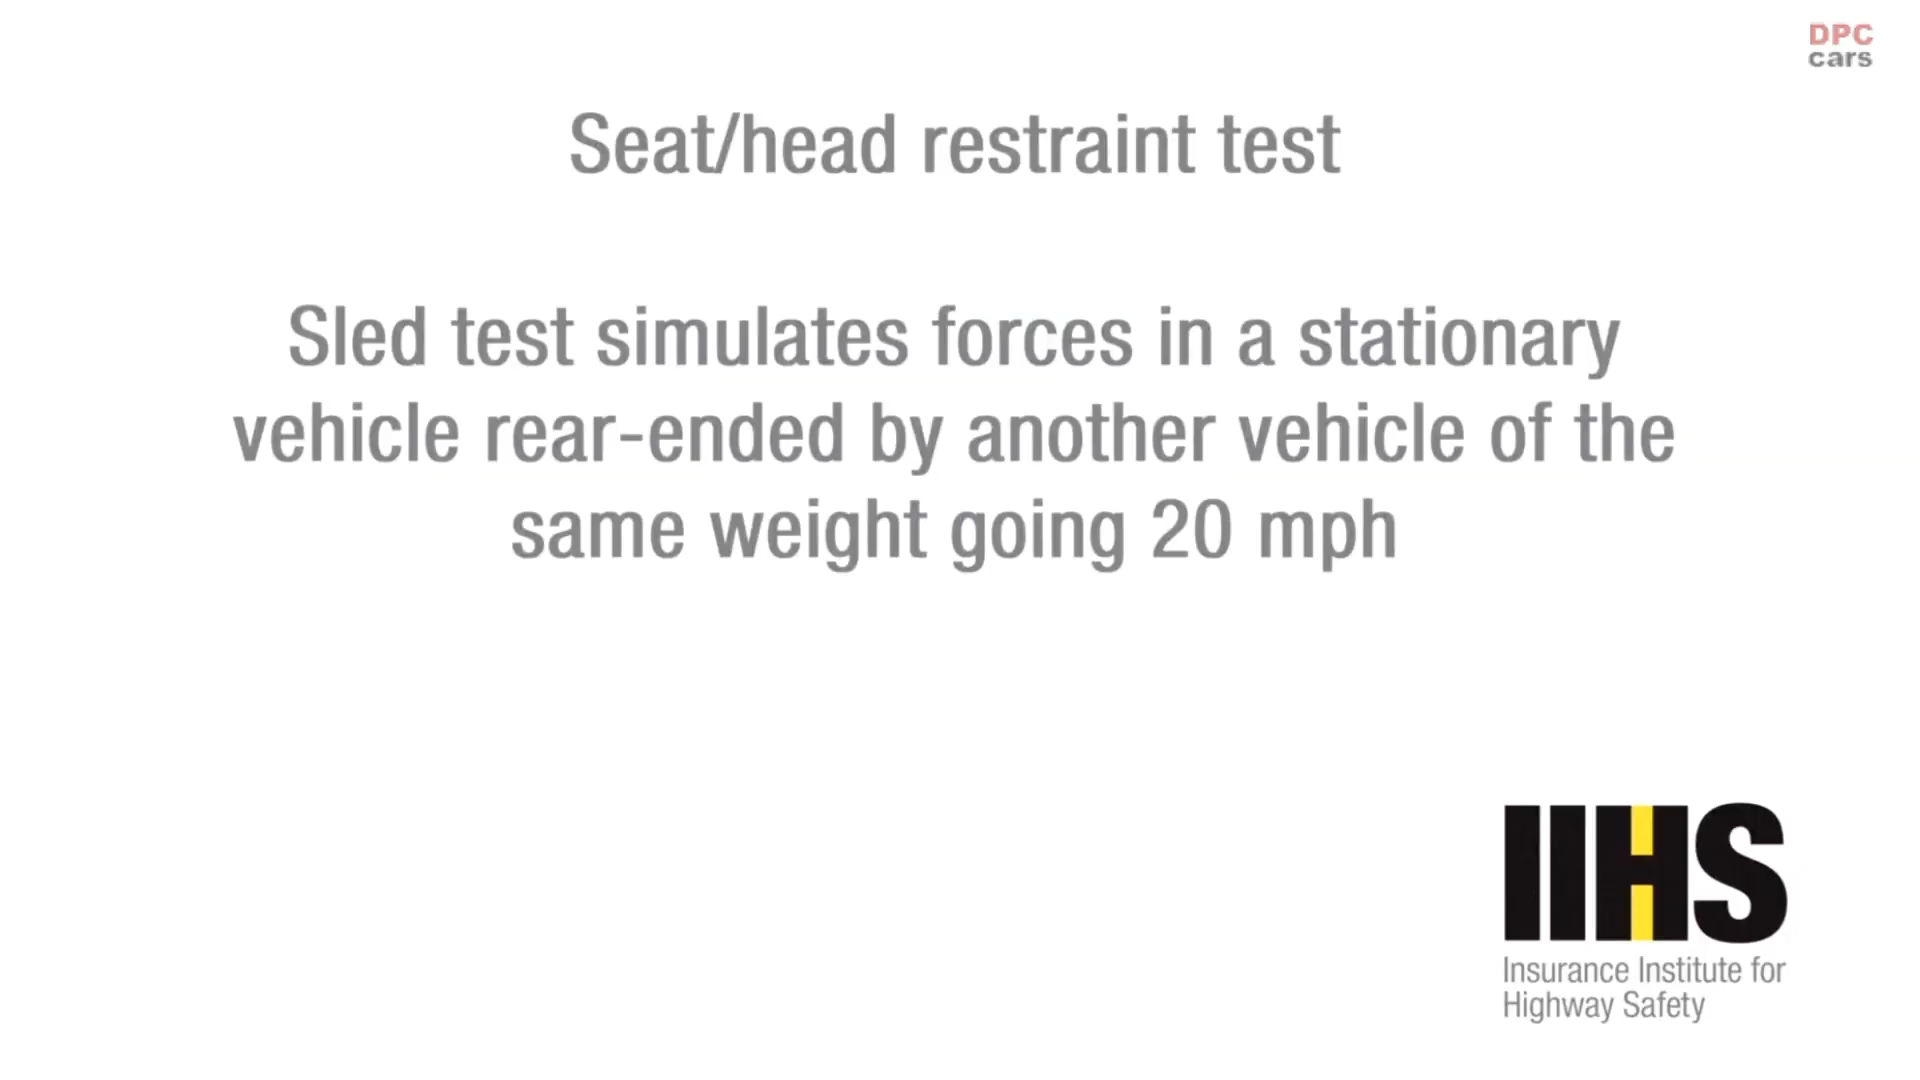 DPC
cars
Seat/head restraint test
Sled test simulates forces in a stationary
vehicle rear-ended by another vehicle of the
same weight going 20 mph
IIHS
Insurance Institute for
Highway Safety